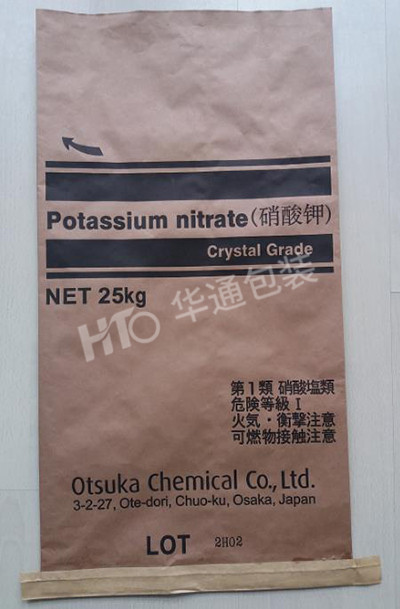 Potassium nitrate(硝酸钾)
Crystal Grade
NET 25kg
HTO 华通包装
第1類 硝酸塩類
危険等級 I
火気・衝撃注意
可燃物接触注意
Otsuka Chemical Co., Ltd.
3-2-27, Ote-dori, Chuo-ku, Osaka, Japan
LOT 2H02